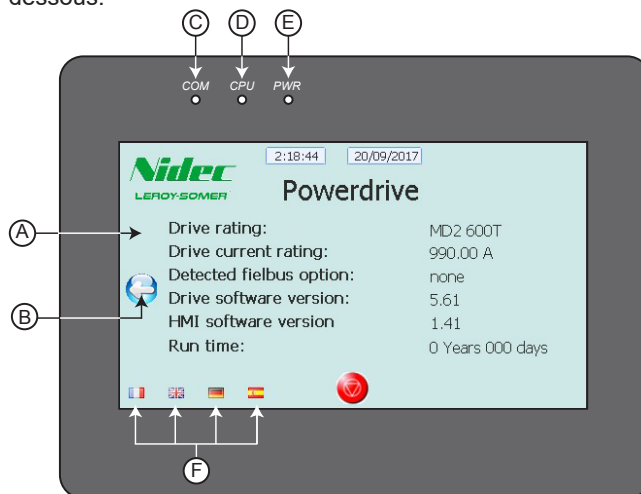 dessous.
C D E
COM CPU PWR
2:18:44 20/09/2017
Nidec
LEROY-SOMER
Powerdrive
A
Drive rating: MD2 600T
Drive current rating: 990.00 A
Detected fielbus option: none
B
Drive software version: 5.61
HMI software version 1.41
Run time: 0 Years 000 days
F